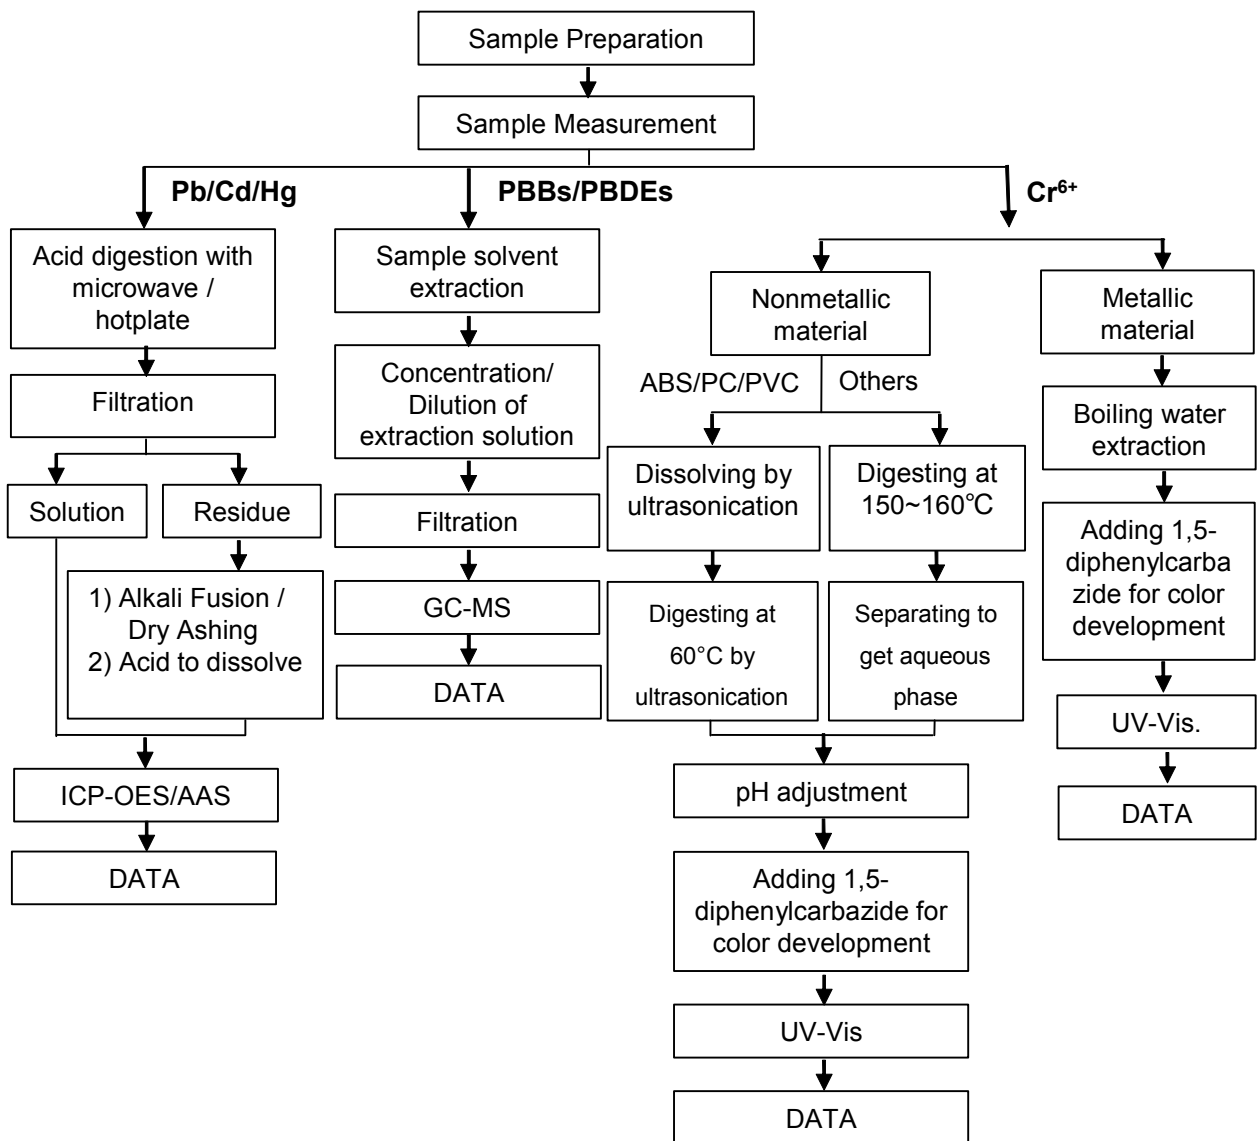 Sample Preparation
Sample Measurement
Pb/Cd/Hg
PBBs/PBDEs
Cr⁶⁺
Acid digestion with
microwave /
hotplate
Filtration
Solution
Residue
1) Alkali Fusion /
Dry Ashing
2) Acid to dissolve
ICP-OES/AAS
DATA
Sample solvent
extraction
Concentration/
Dilution of
extraction solution
Filtration
GC-MS
DATA
Nonmetallic
material
ABS/PC/PVC
Others
Dissolving by
ultrasonication
Digesting at
60°C by
ultrasonication
Digesting at
150~160℃
Separating to
get aqueous
phase
pH adjustment
Adding 1,5-
diphenylcarbazide for
color development
UV-Vis
DATA
Metallic
material
Boiling water
extraction
Adding 1,5-
diphenylcarba
zide for color
development
UV-Vis.
DATA